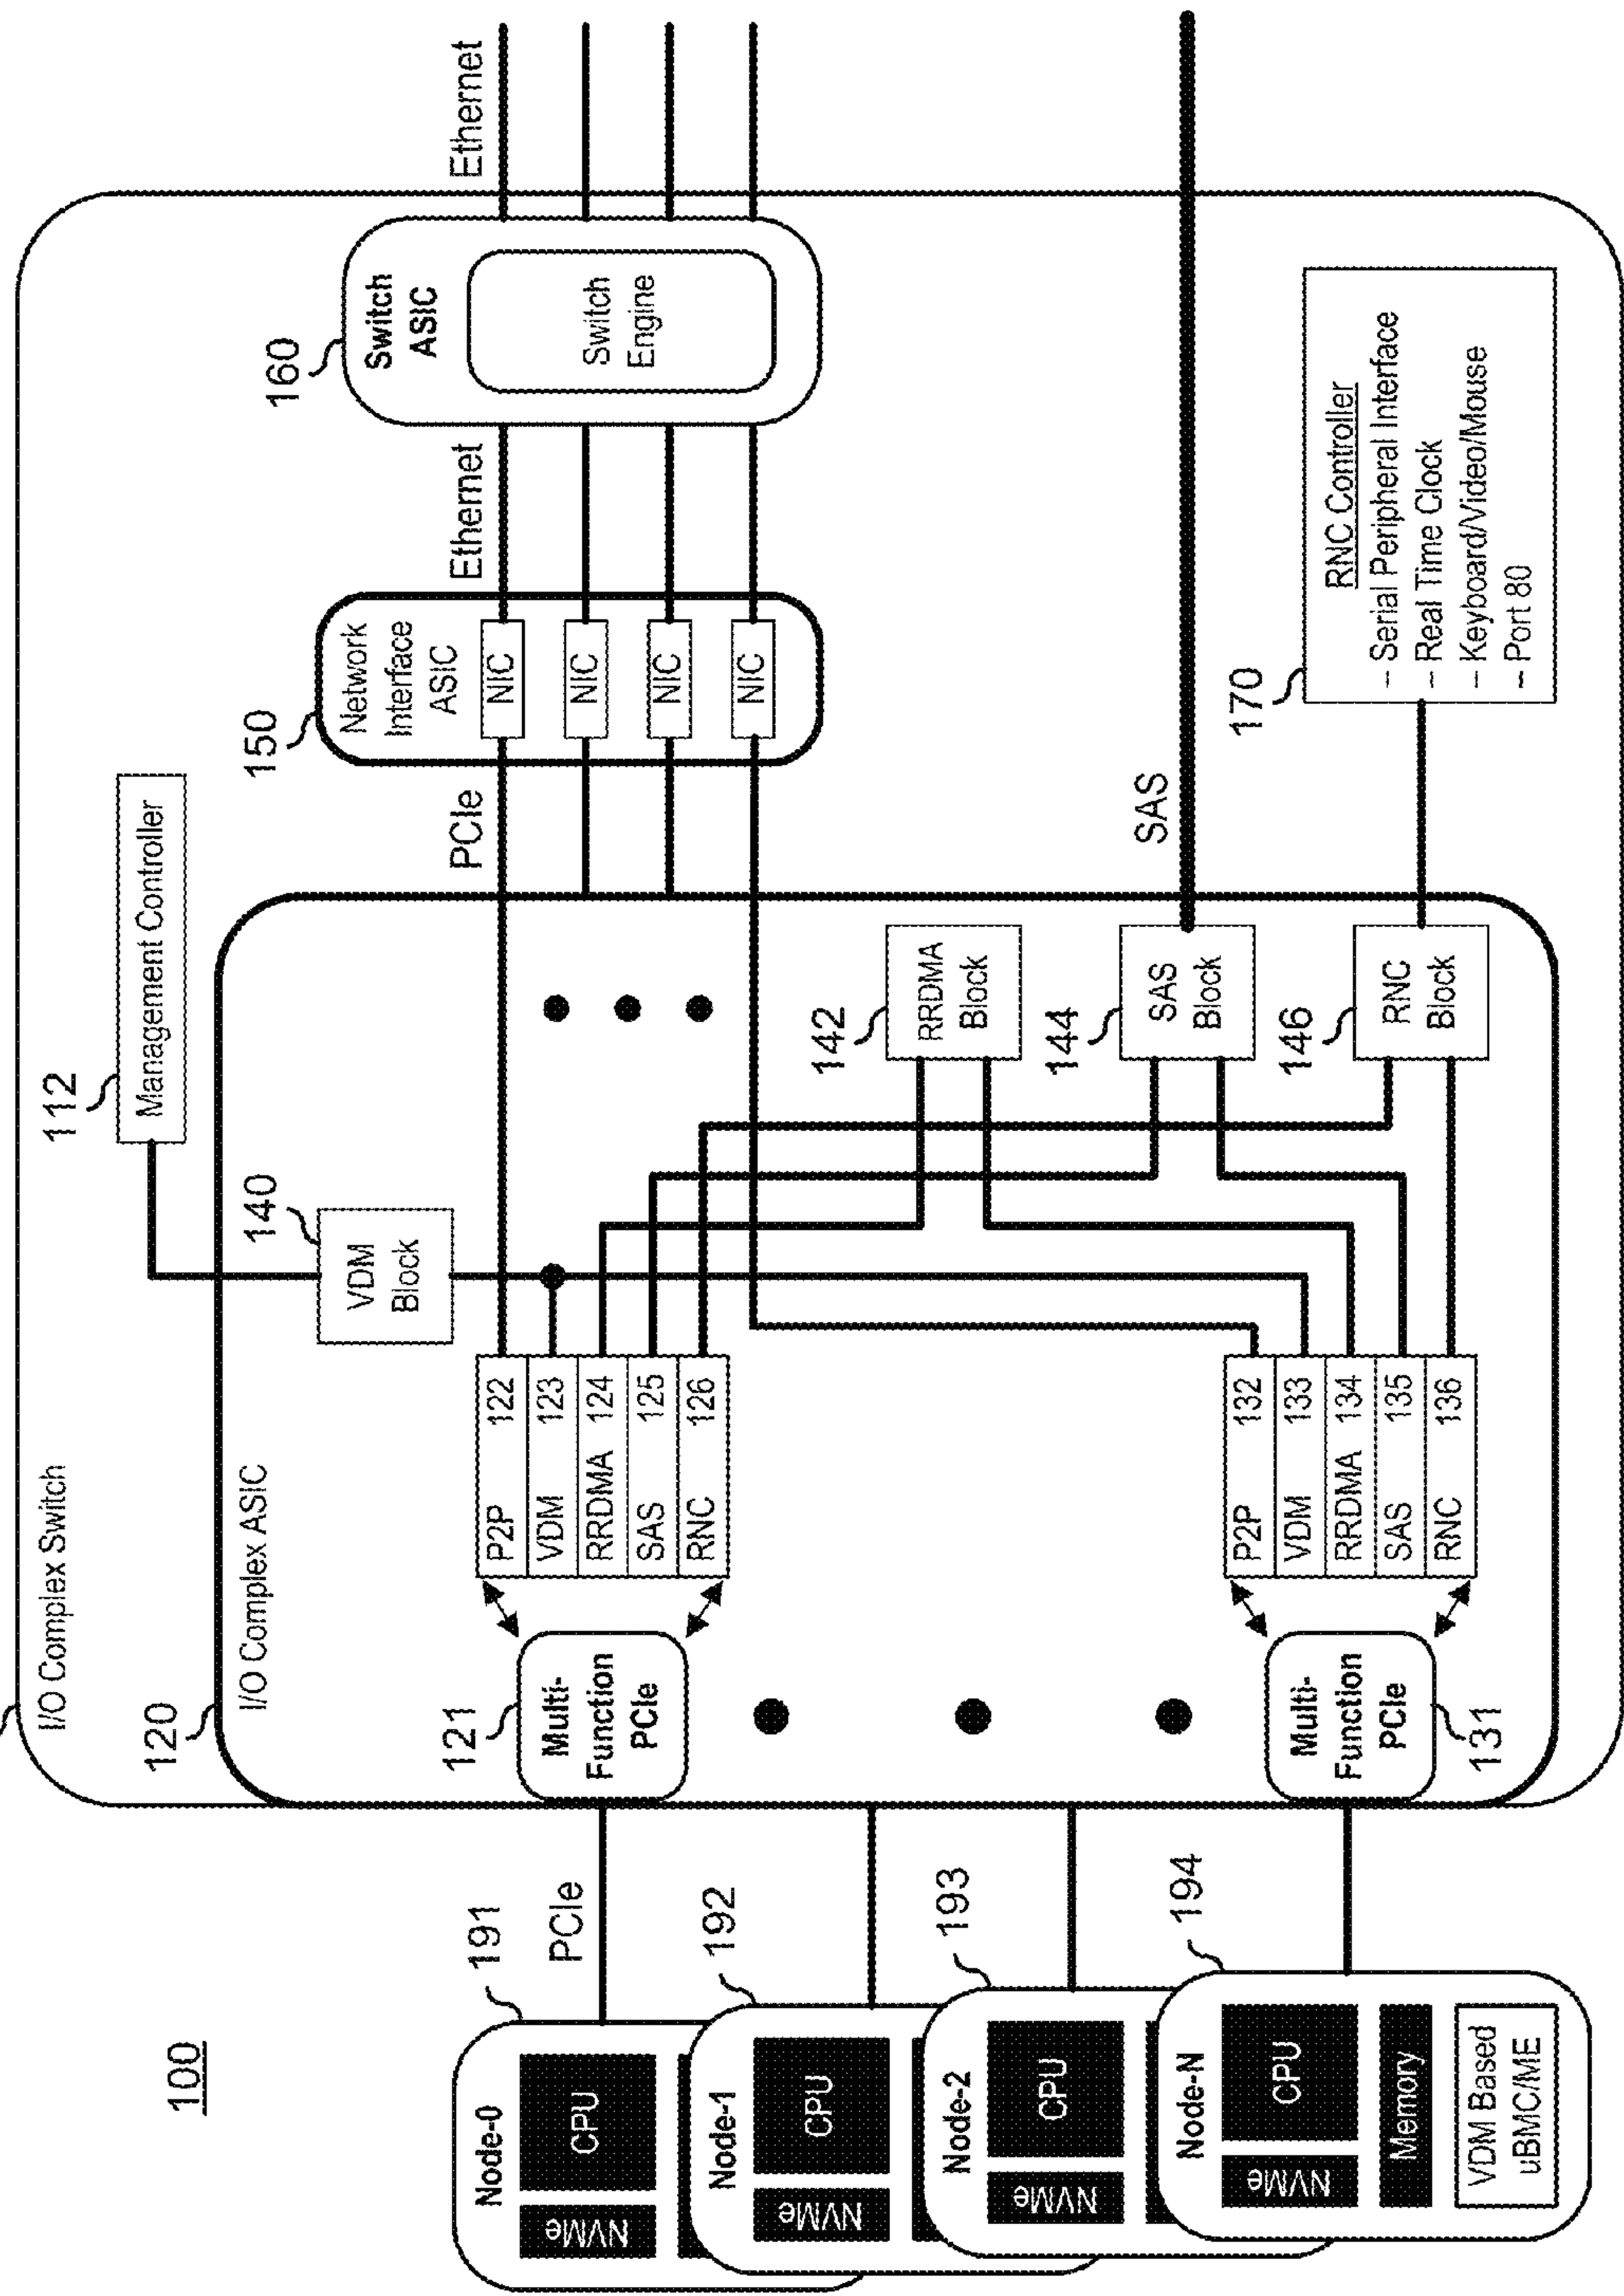 100
I/O Complex Switch
112
Management Controller
120
I/O Complex ASIC
140
VDM
Block
150
Network
Interface
ASIC
NIC
NIC
NIC
NIC
160
Switch
ASIC
Switch
Engine
PCIe
Ethernet
Ethernet
191
PCIe
Node-0
NVMe
CPU
192
Node-1
NVMe
CPU
193
Node-2
NVMe
CPU
194
Node-N
NVMe
CPU
Memory
VDM Based
uBMC/ME
121
Multi-
Function
PCIe
P2P 122
VDM 123
RRDMA 124
SAS 125
RNC 126
Multi-
Function
PCIe
131
P2P 132
VDM 133
RRDMA 134
SAS 135
RNC 136
142
RRDMA
Block
144
SAS
Block
SAS
146
RNC
Block
170
RNC Controller
– Serial Peripheral Interface
– Real Time Clock
– Keyboard/Video/Mouse
– Port 80